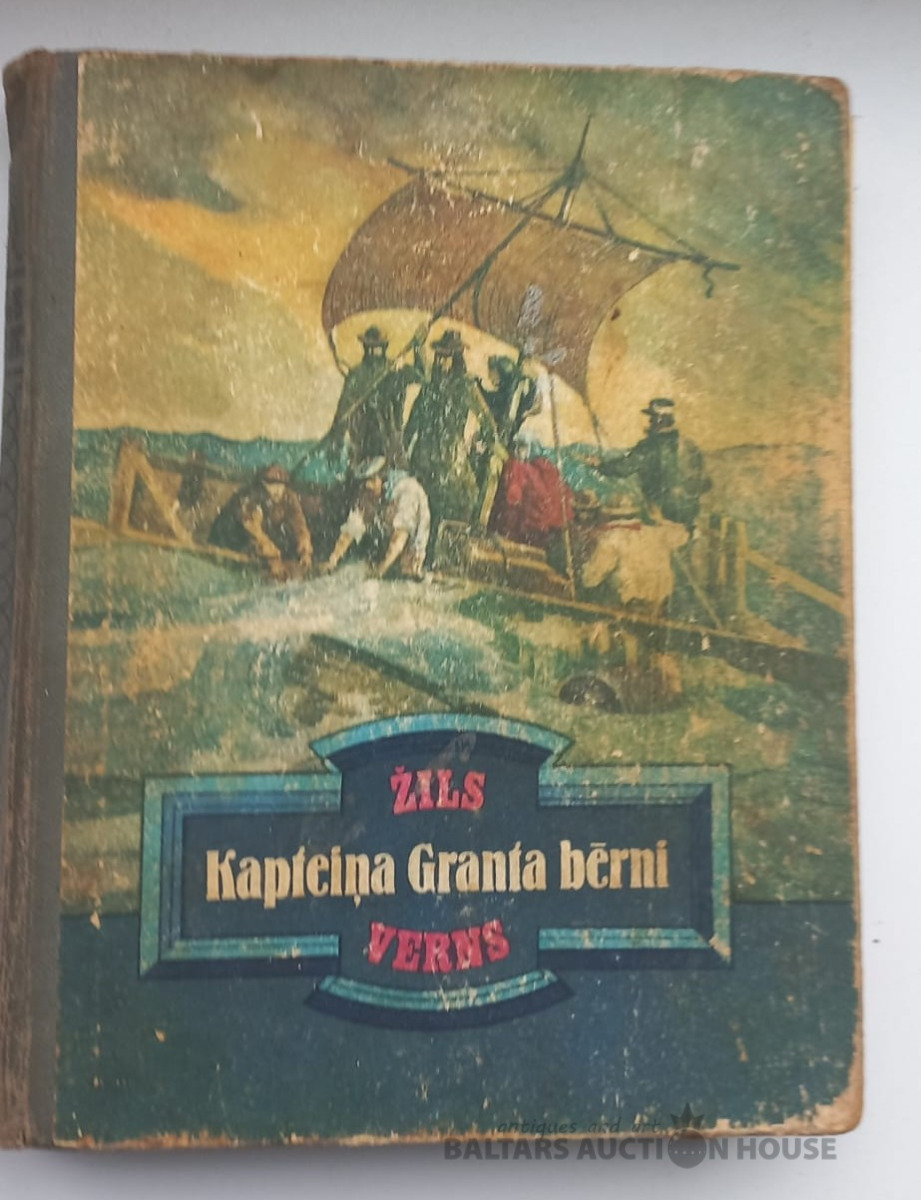 ŽILS
Kapteiņa Granta bērni
VERNS
antiques and art
BALTARS AUCTION HOUSE